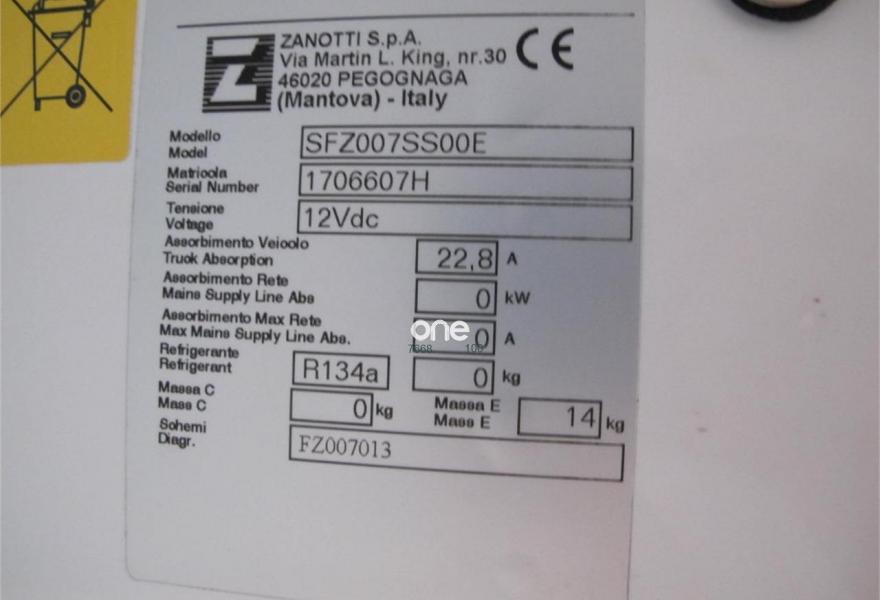 ZANOTTI S.p.A.
Via Martin L. King, nr.30
46020 PEGOGNAGA
(Mantova) - Italy
CE
Modello
Model
SFZ007SS00E
Matricola
Serial Number
1706607H
Tensione
Voltage
12Vdc
Assorbimento Veicolo
Truck Absorption
22,8 A
Assorbimento Rete
Mains Supply Line Abs
0 kW
Assorbimento Max Rete
Max Mains Supply Line Abs.
0 A
one
Refrigerante
Refrigerant
R134a 0 kg
Massa C
Mass C
0 kg
Massa E
Mass E
14 kg
Schemi
Diagr.
FZ007013